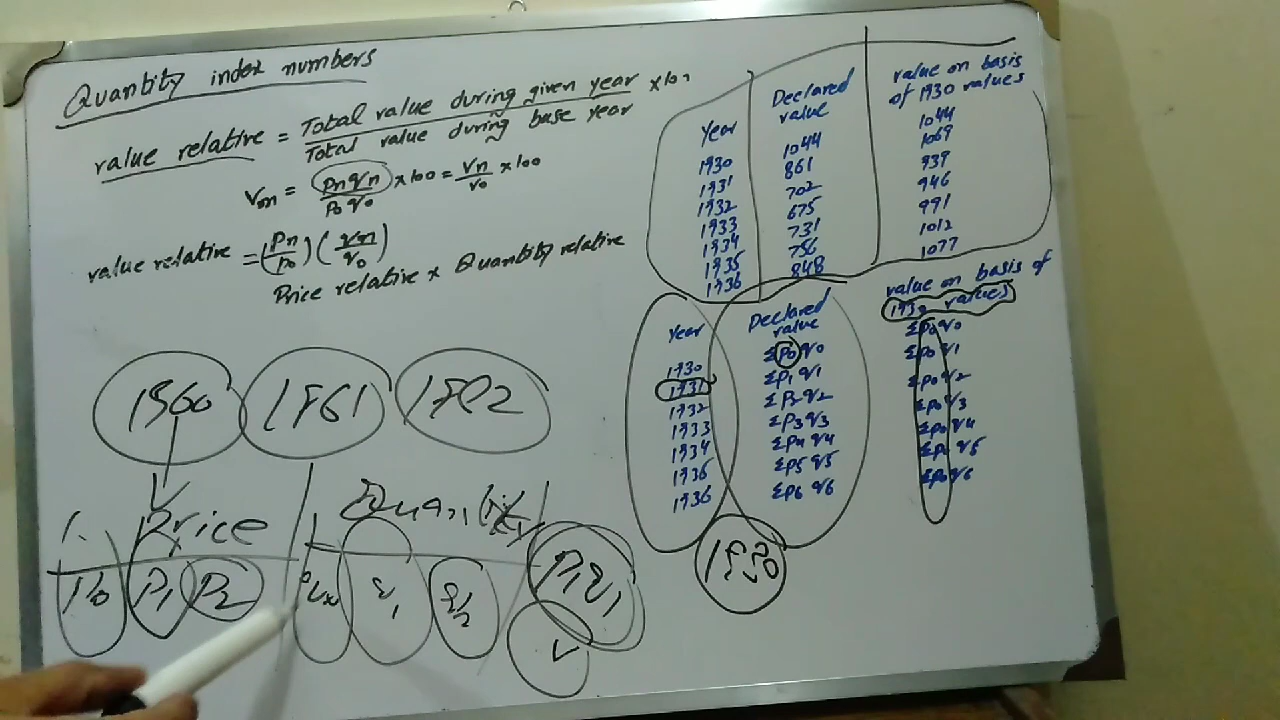 Quantity index numbers
value relative = Total value during given year × 100
Total value during base year
Von = pnqn/p0q0 × 100 = Vn/V0 × 100
value relative = (Pn/P0)(qn/q0)
Price relative × Quantity relative
Year Declared value value on basis of 1930 values
1930 1044 1044
1931 861 1069
1932 702 939
1933 675 946
1934 731 991
1935 756 1012
1936 848 1077
Year Declared value value on basis of 1930 values
1930 Σp0q0 Σp0q0
1931 Σp1q1 Σp0q1
1932 Σp2q2 Σp0q2
1933 Σp3q3 Σp0q3
1934 Σp4q4 Σp0q4
1936 Σp5q5 Σp0q5
1936 Σp6q6 Σp0q6
1930
1960 1961 1962
Price Quantity
P0 P1 P2 q0 q1 q2 P1q1
V